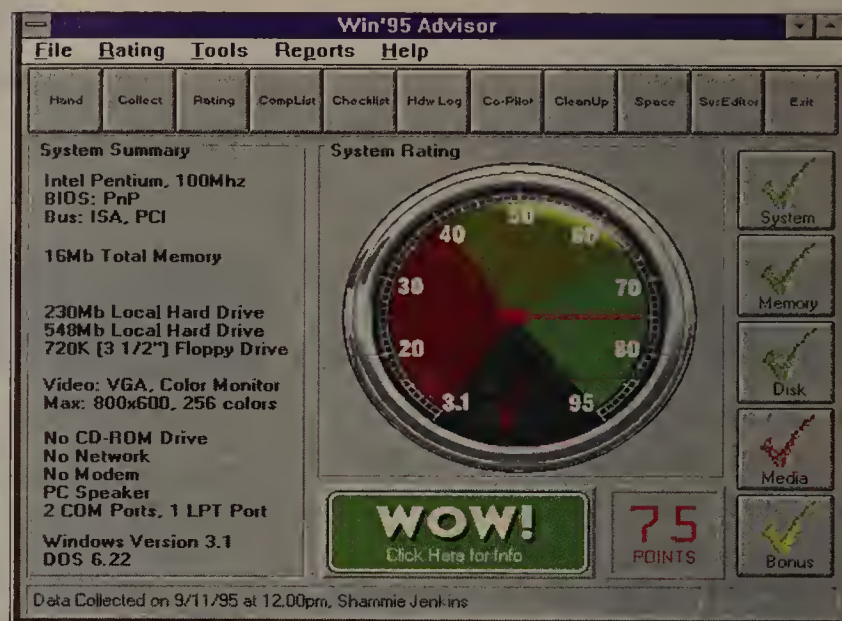 Win'95 Advisor
File Rating Tools Reports Help
Hand Collect Rating CompList Checklist Hdw Log Co-Pilot CleanUp Space SysEditor Exit
System Summary
Intel Pentium, 100Mhz
BIOS: PnP
Bus: ISA, PCI
16Mb Total Memory
230Mb Local Hard Drive
548Mb Local Hard Drive
720K [3 1/2"] Floppy Drive
Video: VGA, Color Monitor
Max: 800x600, 256 colors
No CD-ROM Drive
No Network
No Modem
PC Speaker
2 COM Ports, 1 LPT Port
Windows Version 3.1
DOS 6.22
System Rating
3.1
20
30
40
50
60
70
80
95
WOW!
Click Here for Info
75
POINTS
System
Memory
Disk
Media
Bonus
Data Collected on 9/11/95 at 12.00pm, Shammie Jenkins